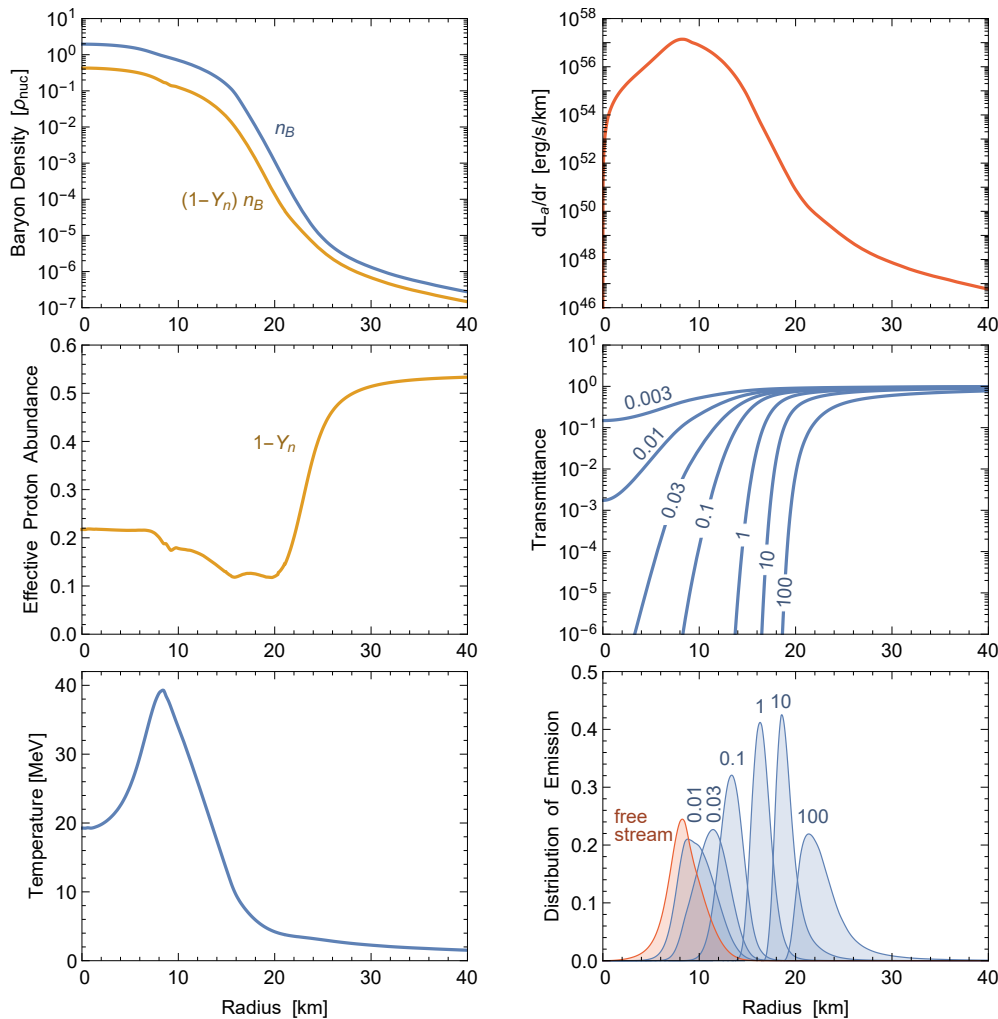 Baryon Density [ρnuc]
10^1
10^0
10^-1
10^-2
10^-3
10^-4
10^-5
10^-6
10^-7
nB
(1-Yn) nB
0 10 20 30 40
dLa/dr [erg/s/km]
10^58
10^56
10^54
10^52
10^50
10^48
10^46
0 10 20 30 40
Effective Proton Abundance
0.6
0.5
0.4
0.3
0.2
0.1
0.0
1-Yn
0 10 20 30 40
Transmittance
10^1
10^0
10^-1
10^-2
10^-3
10^-4
10^-5
10^-6
0.003
0.01
0.03
0.1
1
10
100
0 10 20 30 40
Temperature [MeV]
40
30
20
10
0
0 10 20 30 40
Radius [km]
Distribution of Emission
0.5
0.4
0.3
0.2
0.1
0.0
free
stream
0.01
0.03
0.1
1
10
100
0 10 20 30 40
Radius [km]